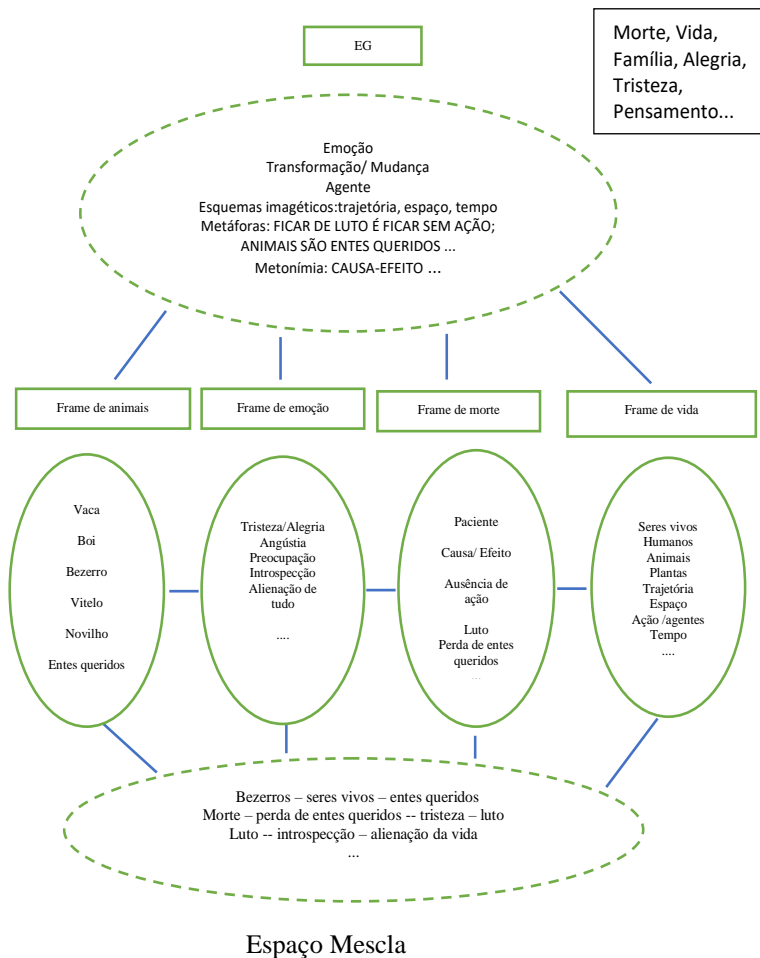 EG
Morte, Vida,
Família, Alegria,
Tristeza,
Pensamento...
Emoção
Transformação/ Mudança
Agente
Esquemas imagéticos:trajetória, espaço, tempo
Metáforas: FICAR DE LUTO É FICAR SEM AÇÃO;
ANIMAIS SÃO ENTES QUERIDOS ...
Metonímia: CAUSA-EFEITO ...
Frame de animais
Frame de emoção
Frame de morte
Frame de vida
Vaca
Boi
Bezerro
Vitelo
Novilho
Entes queridos
Tristeza/Alegria
Angústia
Preocupação
Introspecção
Alienação de
tudo
....
Paciente
Causa/ Efeito
Ausência de
ação
Luto
Perda de entes
queridos
...
Seres vivos
Humanos
Animais
Plantas
Trajetória
Espaço
Ação /agentes
Tempo
....
Bezerros – seres vivos – entes queridos
Morte – perda de entes queridos -- tristeza – luto
Luto -- introspecção – alienação da vida
...
Espaço Mescla